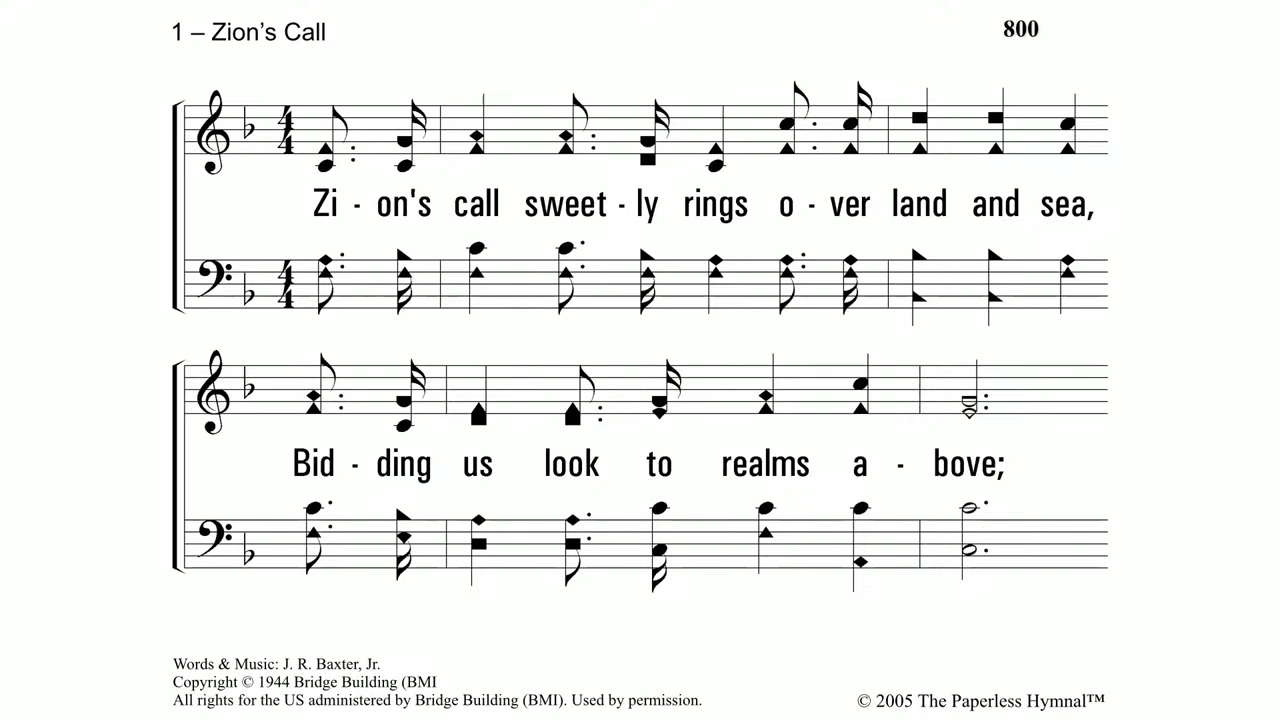 1 – Zion's Call
800
Zi - on's call sweet - ly rings o - ver land and sea,
Bid - ding us look to realms a - bove;
Words & Music: J. R. Baxter, Jr.
Copyright © 1944 Bridge Building (BMI
All rights for the US administered by Bridge Building (BMI). Used by permission.
© 2005 The Paperless Hymnal™